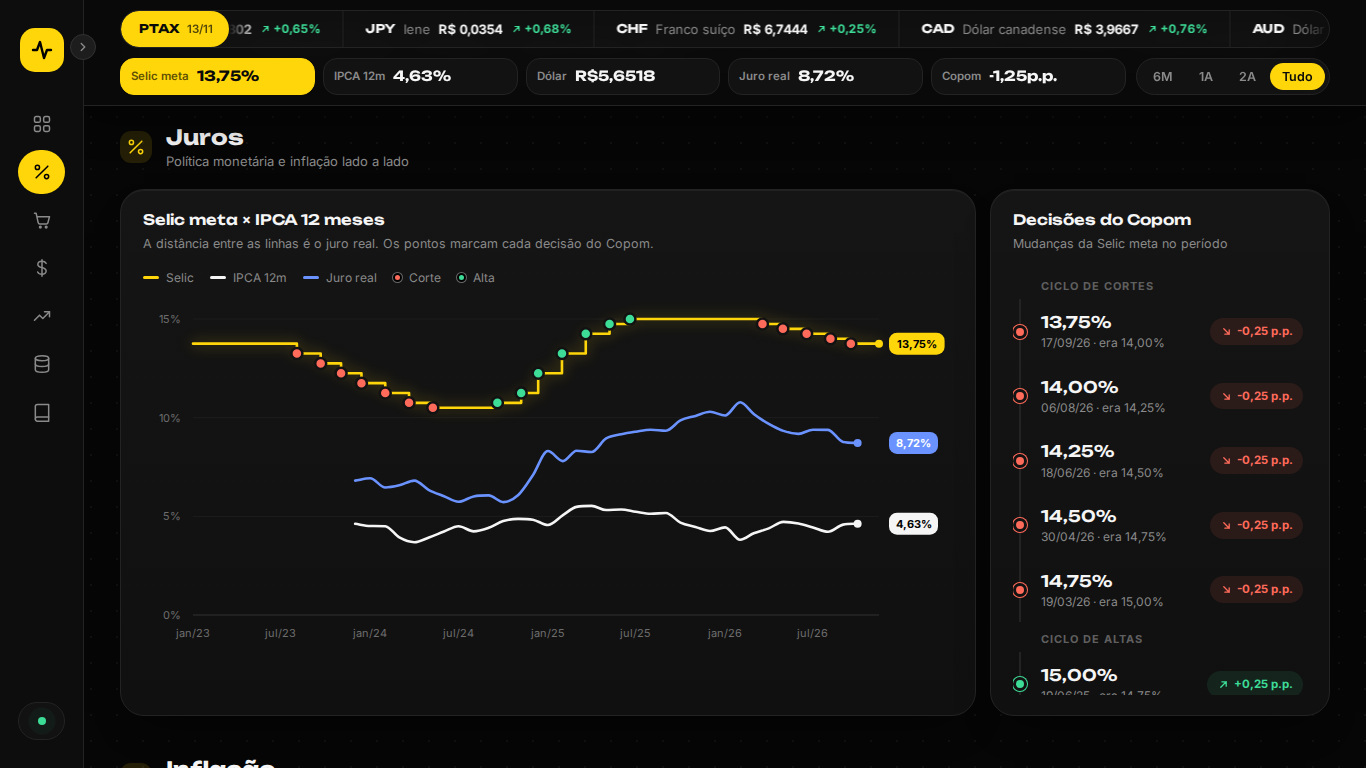 PTAX 13/11 302 +0,65% JPY Iene R$ 0,0354 +0,68% CHF Franco suíço R$ 6,7444 +0,25% CAD Dólar canadense R$ 3,9667 +0,76% AUD Dólar
Selic meta 13,75% IPCA 12m 4,63% Dólar R$5,6518 Juro real 8,72% Copom -1,25p.p. 6M 1A 2A Tudo
Juros
Política monetária e inflação lado a lado
Selic meta × IPCA 12 meses
A distância entre as linhas é o juro real. Os pontos marcam cada decisão do Copom.
Selic IPCA 12m Juro real Corte Alta
15%
13,75%
10%
8,72%
5%
4,63%
0%
jan/23 jul/23 jan/24 jul/24 jan/25 jul/25 jan/26 jul/26
Decisões do Copom
Mudanças da Selic meta no período
CICLO DE CORTES
13,75%
17/09/26 · era 14,00%
-0,25 p.p.
14,00%
06/08/26 · era 14,25%
-0,25 p.p.
14,25%
18/06/26 · era 14,50%
-0,25 p.p.
14,50%
30/04/26 · era 14,75%
-0,25 p.p.
14,75%
19/03/26 · era 15,00%
-0,25 p.p.
CICLO DE ALTAS
15,00%
19/06/25 · era 14,75%
+0,25 p.p.
Inflação